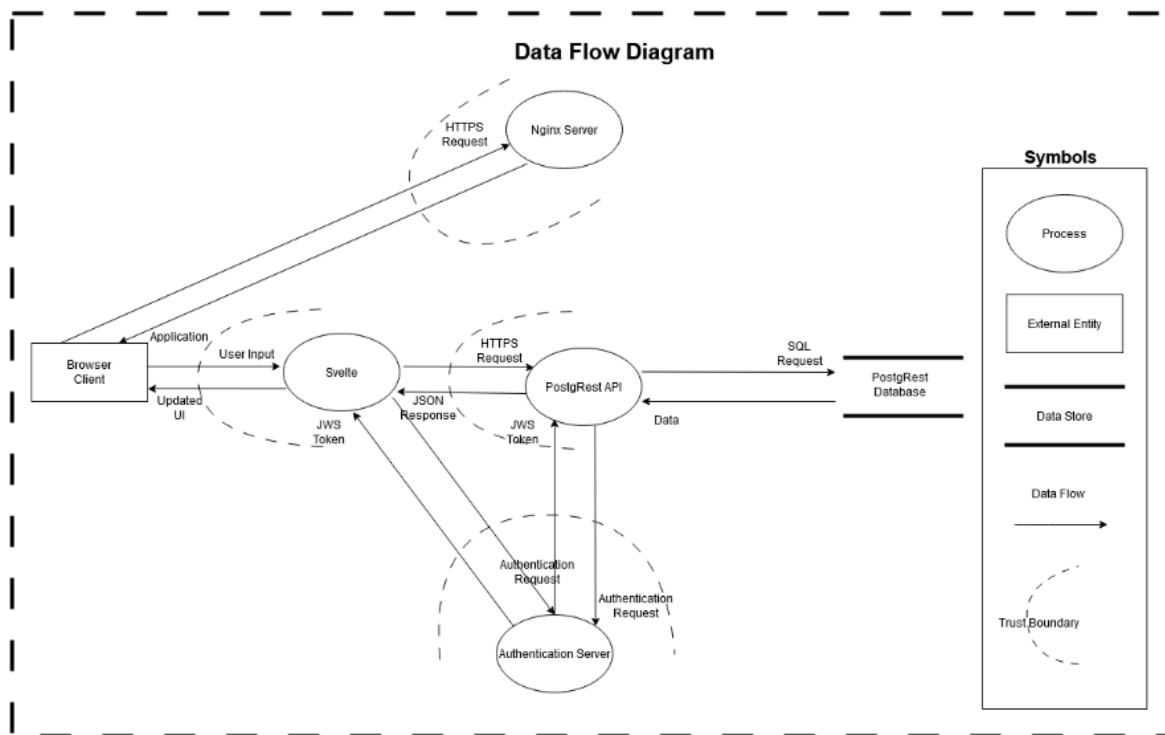 Data Flow Diagram
HTTPS
Request
Nginx Server
Symbols
Process
External Entity
Data Store
Data Flow
Trust Boundary
Application
Browser
Client
User Input
Updated
UI
Svelte
JWS
Token
HTTPS
Request
JSON
Response
PostgRest API
JWS
Token
SQL
Request
PostgRest
Database
Data
Authentication
Request
Authentication
Request
Authentication Server